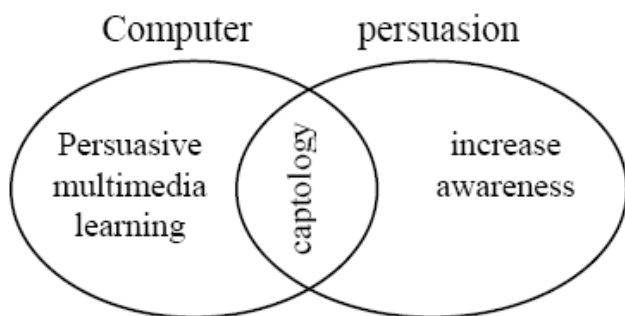 Computer persuasion
Persuasive
multimedia
learning
captology
increase
awareness